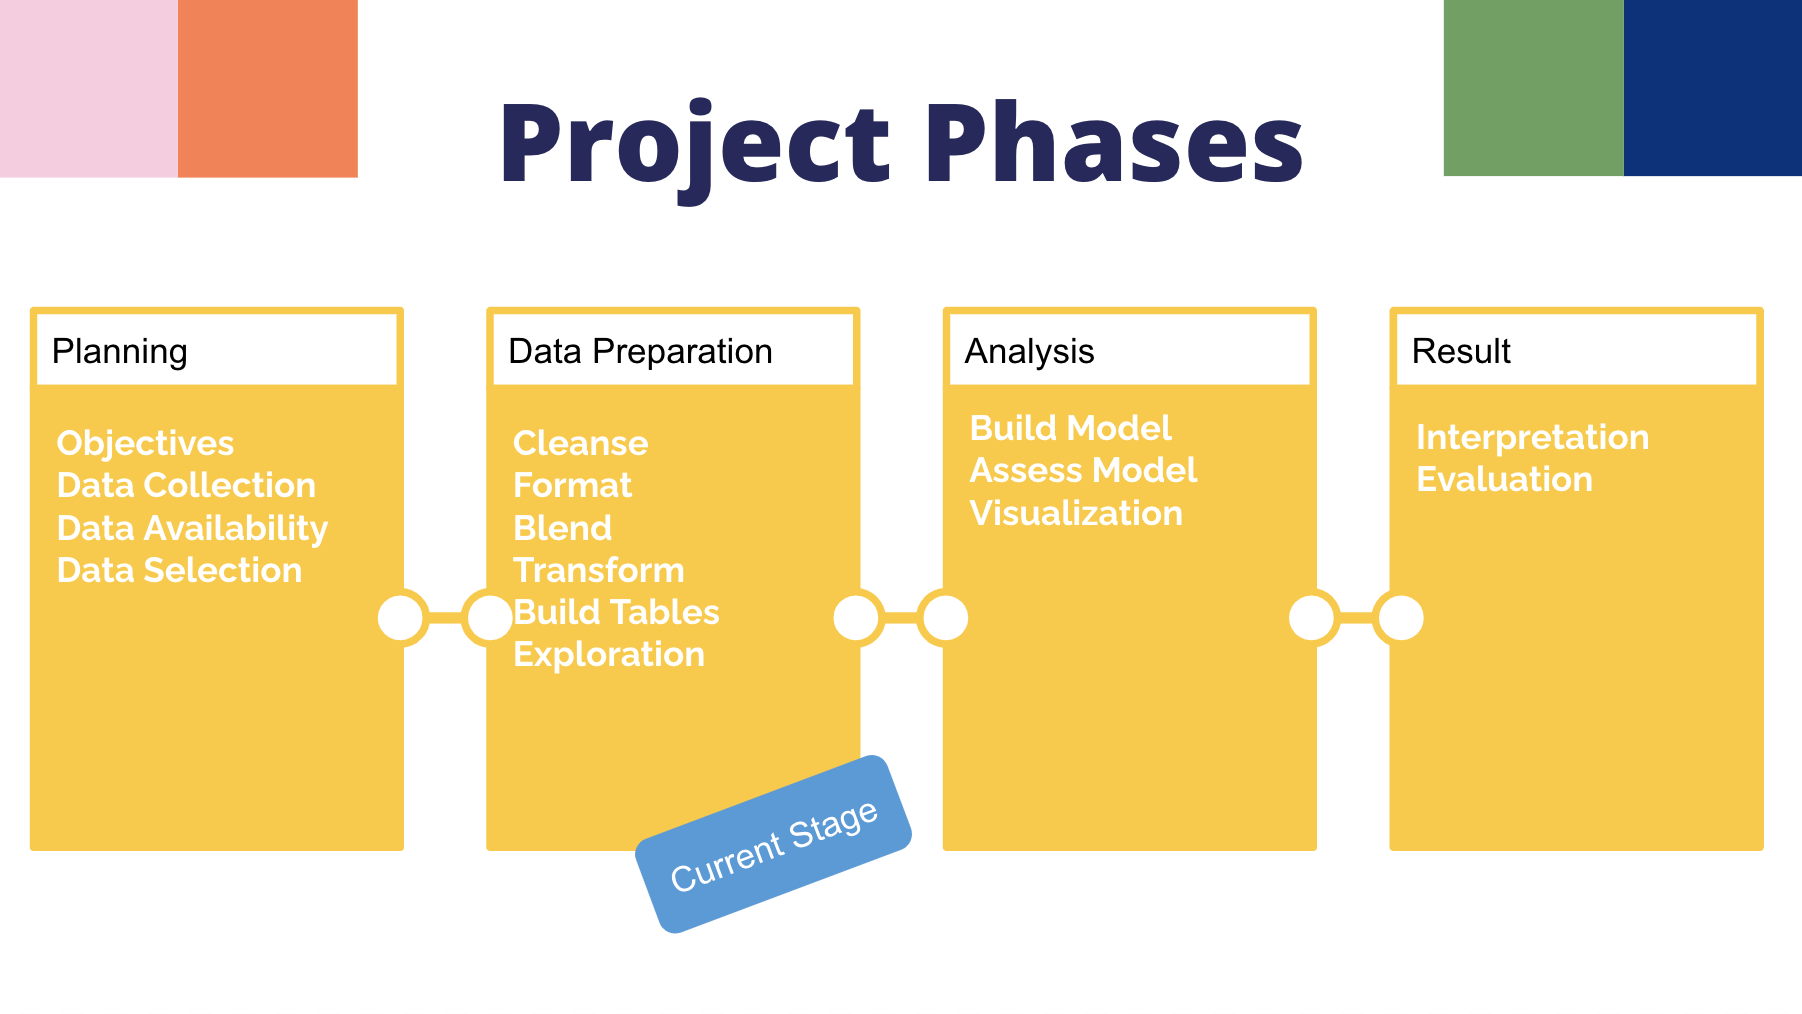 Project Phases
Planning
Objectives
Data Collection
Data Availability
Data Selection
Data Preparation
Cleanse
Format
Blend
Transform
Build Tables
Exploration
Current Stage
Analysis
Build Model
Assess Model
Visualization
Result
Interpretation
Evaluation